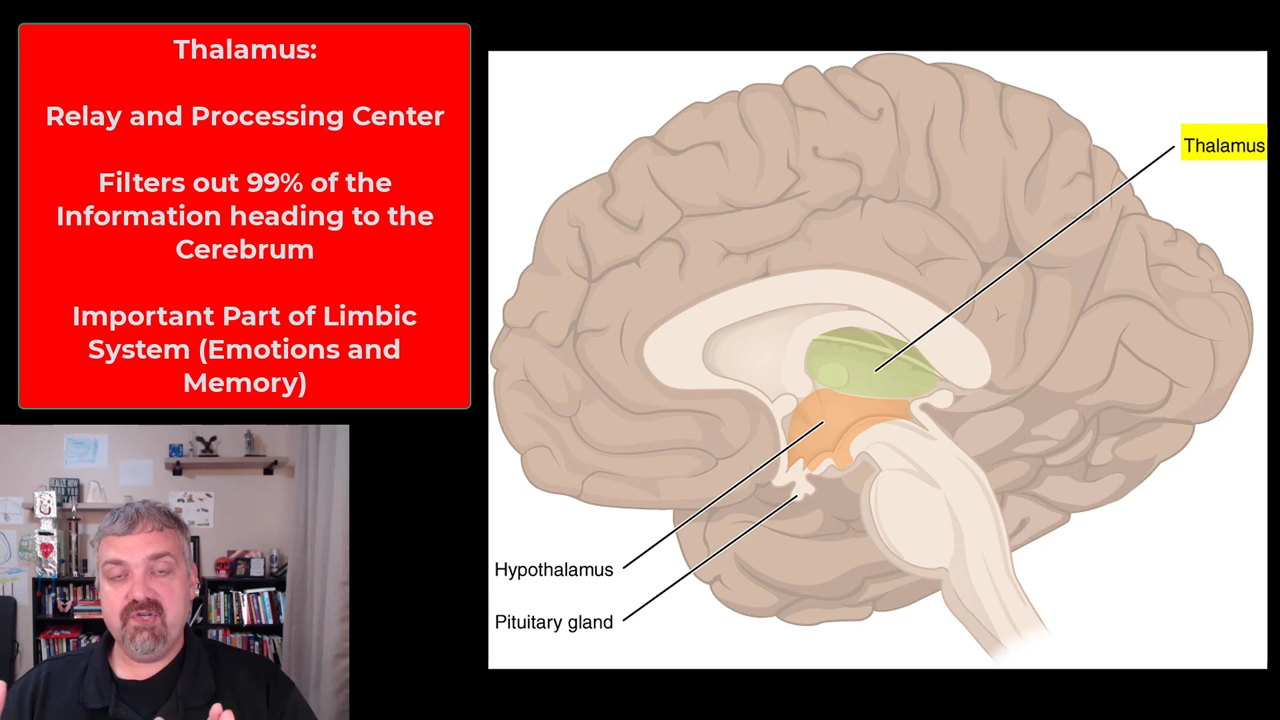 Thalamus:
Relay and Processing Center
Filters out 99% of the
Information heading to the
Cerebrum
Important Part of Limbic
System (Emotions and
Memory)
Thalamus
Hypothalamus
Pituitary gland